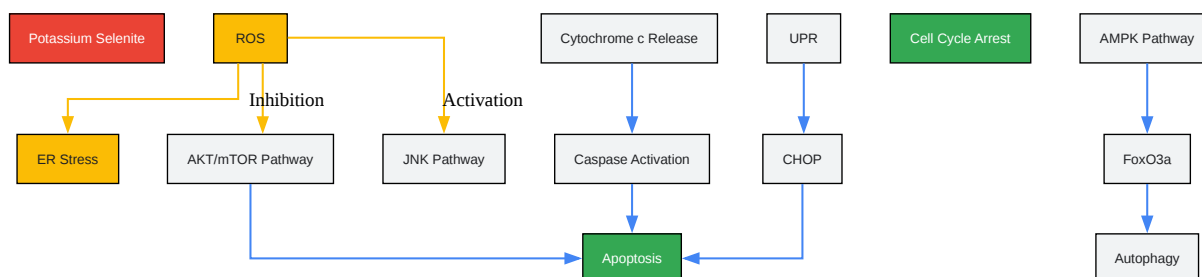 Potassium Selenite
ROS
Cytochrome c Release
UPR
Cell Cycle Arrest
AMPK Pathway
Inhibition
Activation
ER Stress
AKT/mTOR Pathway
JNK Pathway
Caspase Activation
CHOP
FoxO3a
Apoptosis
Autophagy